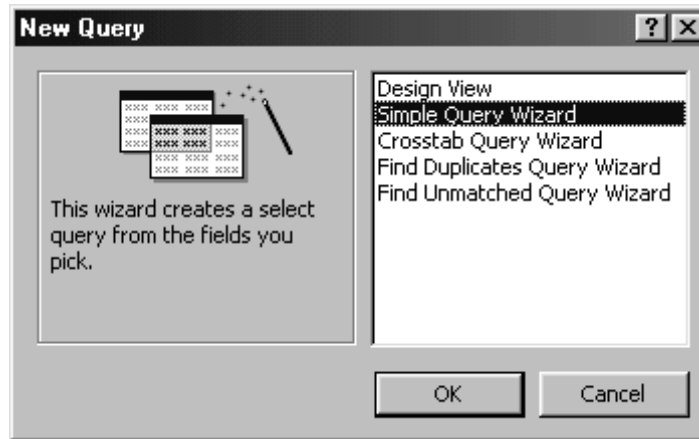 New Query
This wizard creates a select
query from the fields you
pick.
Design View
Simple Query Wizard
Crosstab Query Wizard
Find Duplicates Query Wizard
Find Unmatched Query Wizard
OK
Cancel